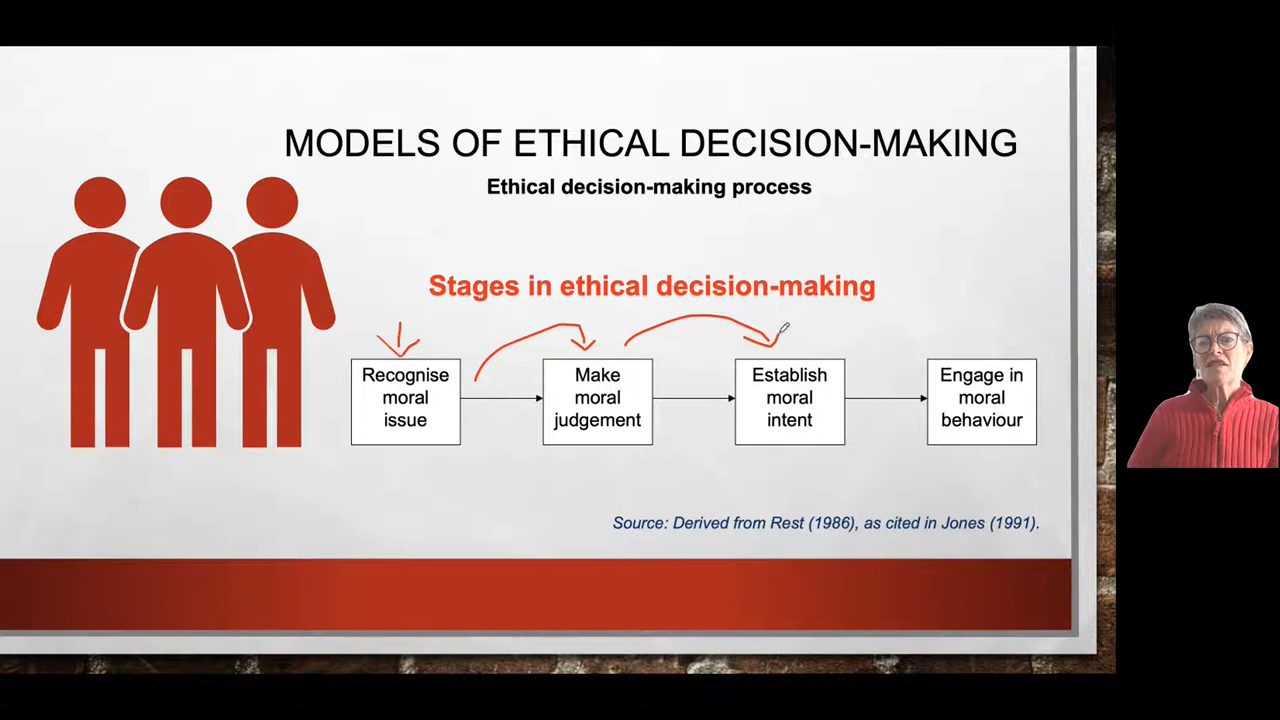 MODELS OF ETHICAL DECISION-MAKING
Ethical decision-making process
Stages in ethical decision-making
Recognise
moral
issue
Make
moral
judgement
Establish
moral
intent
Engage in
moral
behaviour
Source: Derived from Rest (1986), as cited in Jones (1991).